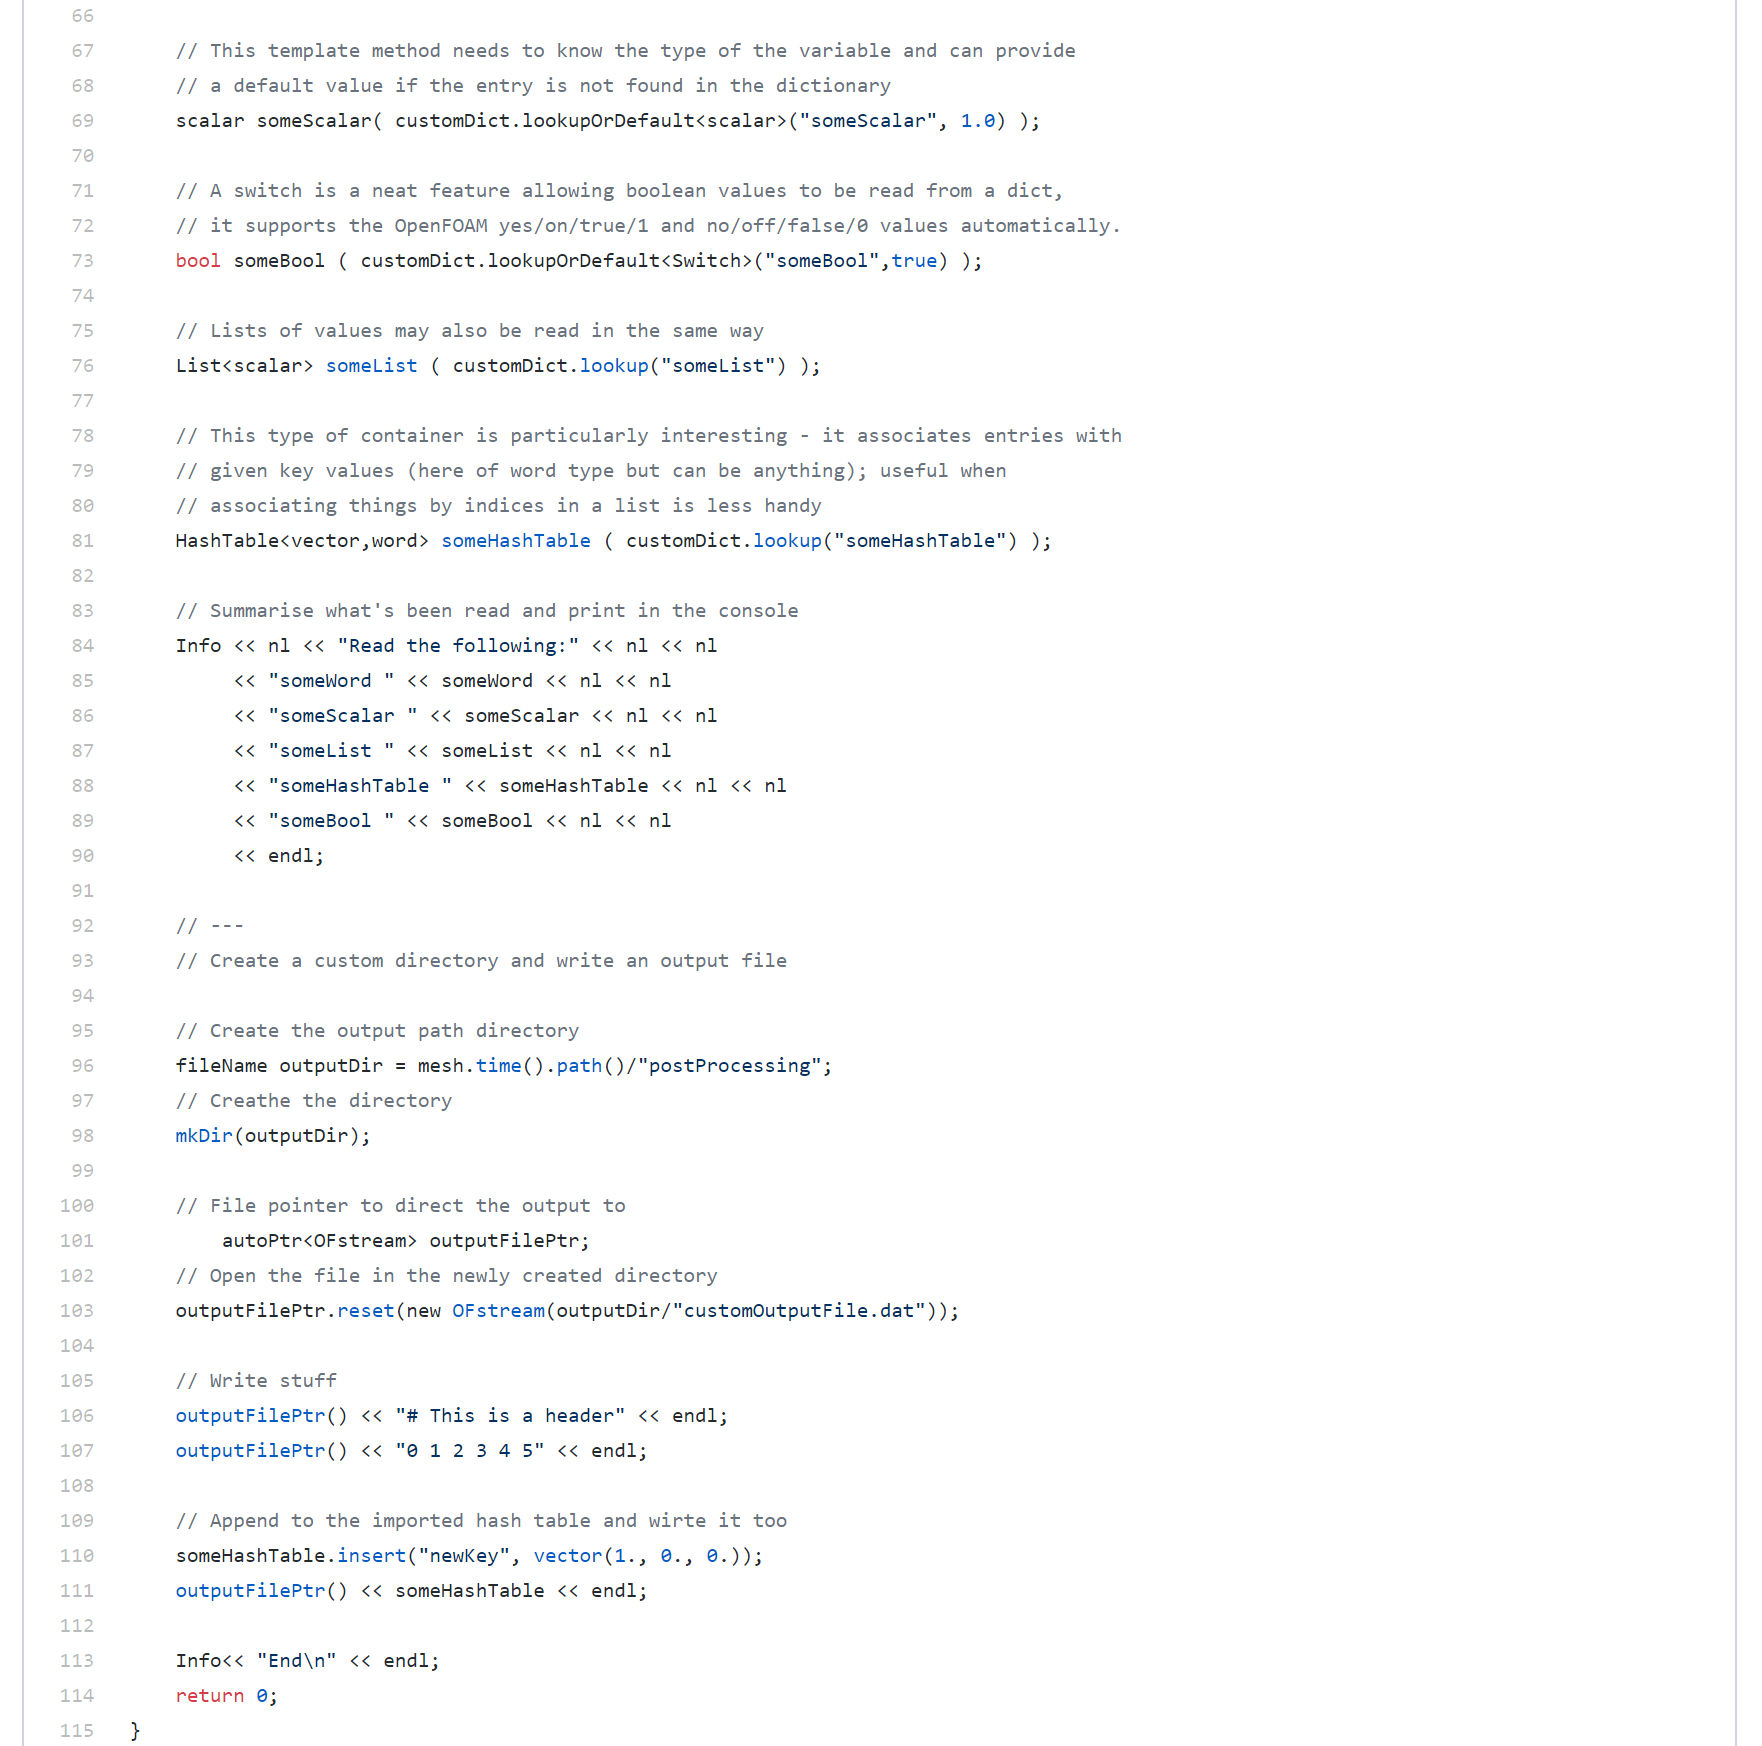 66
67 // This template method needs to know the type of the variable and can provide
68 // a default value if the entry is not found in the dictionary
69 scalar someScalar( customDict.lookupOrDefault<scalar>("someScalar", 1.0) );
70
71 // A switch is a neat feature allowing boolean values to be read from a dict,
72 // it supports the OpenFOAM yes/on/true/1 and no/off/false/0 values automatically.
73 bool someBool ( customDict.lookupOrDefault<Switch>("someBool",true) );
74
75 // Lists of values may also be read in the same way
76 List<scalar> someList ( customDict.lookup("someList") );
77
78 // This type of container is particularly interesting - it associates entries with
79 // given key values (here of word type but can be anything); useful when
80 // associating things by indices in a list is less handy
81 HashTable<vector,word> someHashTable ( customDict.lookup("someHashTable") );
82
83 // Summarise what's been read and print in the console
84 Info << nl << "Read the following:" << nl << nl
85 << "someWord " << someWord << nl << nl
86 << "someScalar " << someScalar << nl << nl
87 << "someList " << someList << nl << nl
88 << "someHashTable " << someHashTable << nl << nl
89 << "someBool " << someBool << nl << nl
90 << endl;
91
92 // ---
93 // Create a custom directory and write an output file
94
95 // Create the output path directory
96 fileName outputDir = mesh.time().path()/"postProcessing";
97 // Creathe the directory
98 mkDir(outputDir);
99
100 // File pointer to direct the output to
101 autoPtr<OFstream> outputFilePtr;
102 // Open the file in the newly created directory
103 outputFilePtr.reset(new OFstream(outputDir/"customOutputFile.dat"));
104
105 // Write stuff
106 outputFilePtr() << "# This is a header" << endl;
107 outputFilePtr() << "0 1 2 3 4 5" << endl;
108
109 // Append to the imported hash table and wirte it too
110 someHashTable.insert("newKey", vector(1., 0., 0.));
111 outputFilePtr() << someHashTable << endl;
112
113 Info<< "End\n" << endl;
114 return 0;
115 }